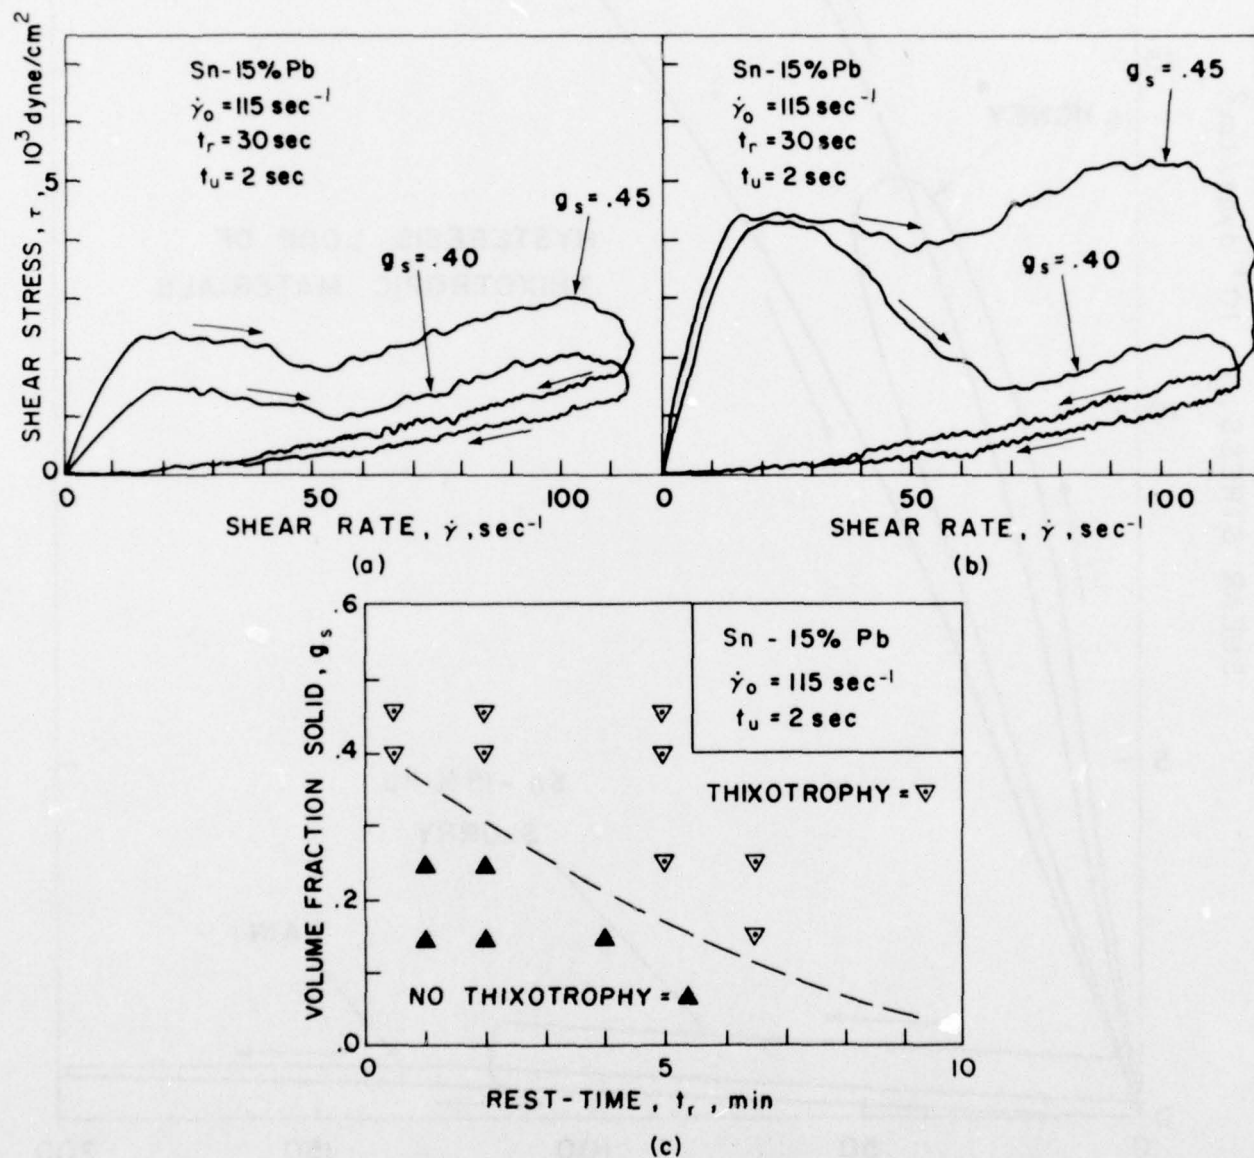 SHEAR STRESS, τ, 10³ dyne/cm²
.5
0
Sn-15% Pb
γ̇₀ = 115 sec⁻¹
tᵣ = 30 sec
tᵤ = 2 sec
gₛ = .45
gₛ = .40
0 50 100
SHEAR RATE, γ̇, sec⁻¹
(a)
Sn-15% Pb
γ̇₀ = 115 sec⁻¹
tᵣ = 30 sec
tᵤ = 2 sec
gₛ = .45
gₛ = .40
0 50 100
SHEAR RATE, γ̇, sec⁻¹
(b)
VOLUME FRACTION SOLID, gₛ
.6
.4
.2
.0
Sn - 15% Pb
γ̇₀ = 115 sec⁻¹
tᵤ = 2 sec
THIXOTROPHY = ▽
NO THIXOTROPHY = ▲
0 5 10
REST-TIME, tᵣ, min
(c)